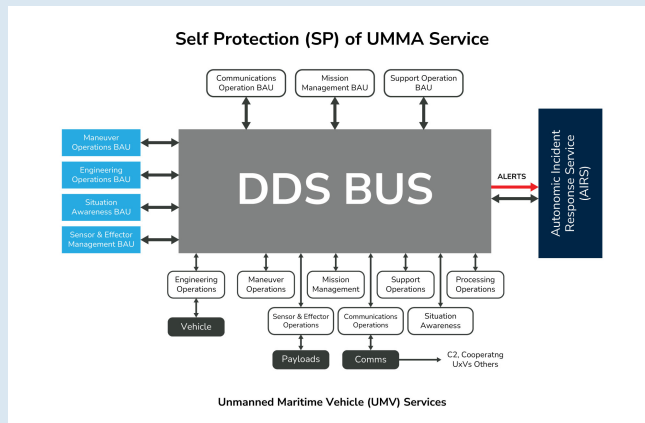 Self Protection (SP) of UMMA Service
Communications
Operation BAU
Mission
Management BAU
Support Operation
BAU
Maneuver
Operations BAU
Engineering
Operations BAU
Situation
Awareness BAU
Sensor & Effector
Management BAU
DDS BUS
ALERTS
Autonomic Incident
Response Service
(AIRS)
Engineering
Operations
Maneuver
Operations
Mission
Management
Support
Operations
Processing
Operations
Sensor & Effector
Operations
Communications
Operations
Situation
Awareness
Vehicle
Payloads
Comms
C2, Cooperatng
UxVs Others
Unmanned Maritime Vehicle (UMV) Services